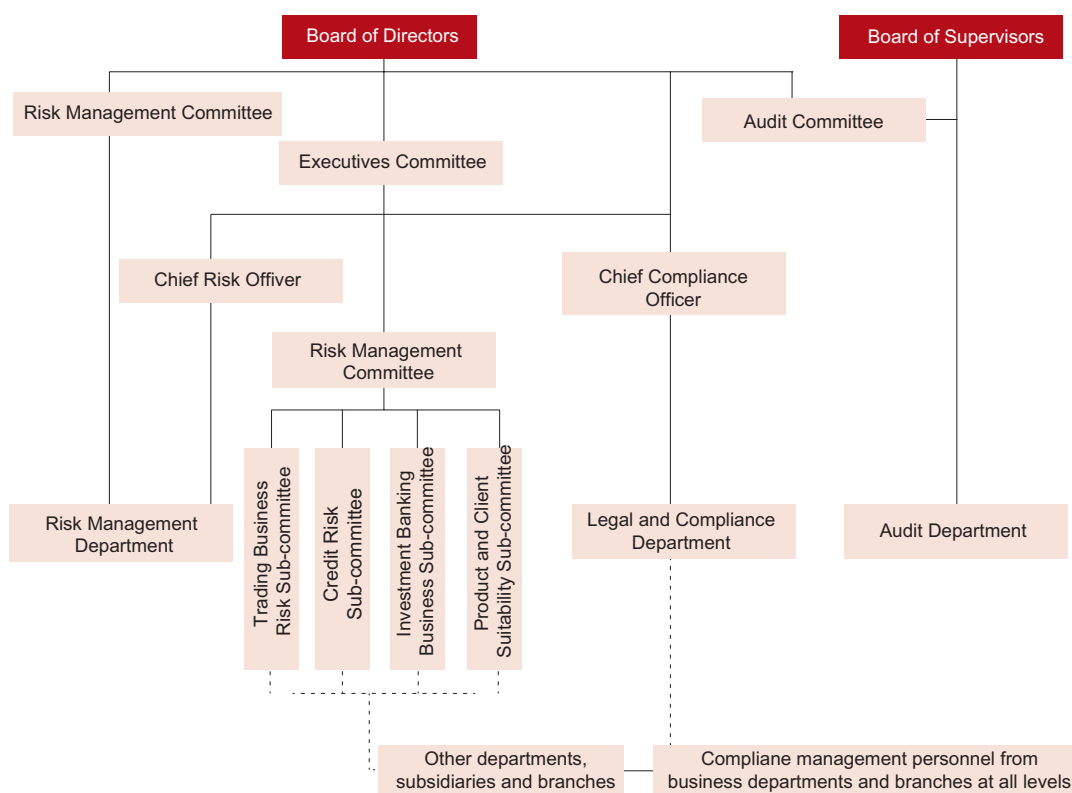 Board of Directors
Board of Supervisors
Risk Management Committee
Audit Committee
Executives Committee
Chief Risk Offiver
Chief Compliance
Officer
Risk Management
Committee
Trading Business
Risk Sub-committee
Credit Risk
Sub-committee
Investment Banking
Business Sub-committee
Product and Client
Suitability Sub-committee
Risk Management
Department
Legal and Compliance
Department
Audit Department
Other departments,
subsidiaries and branches
Ompliane management personnel from
business departments and branches at all levels